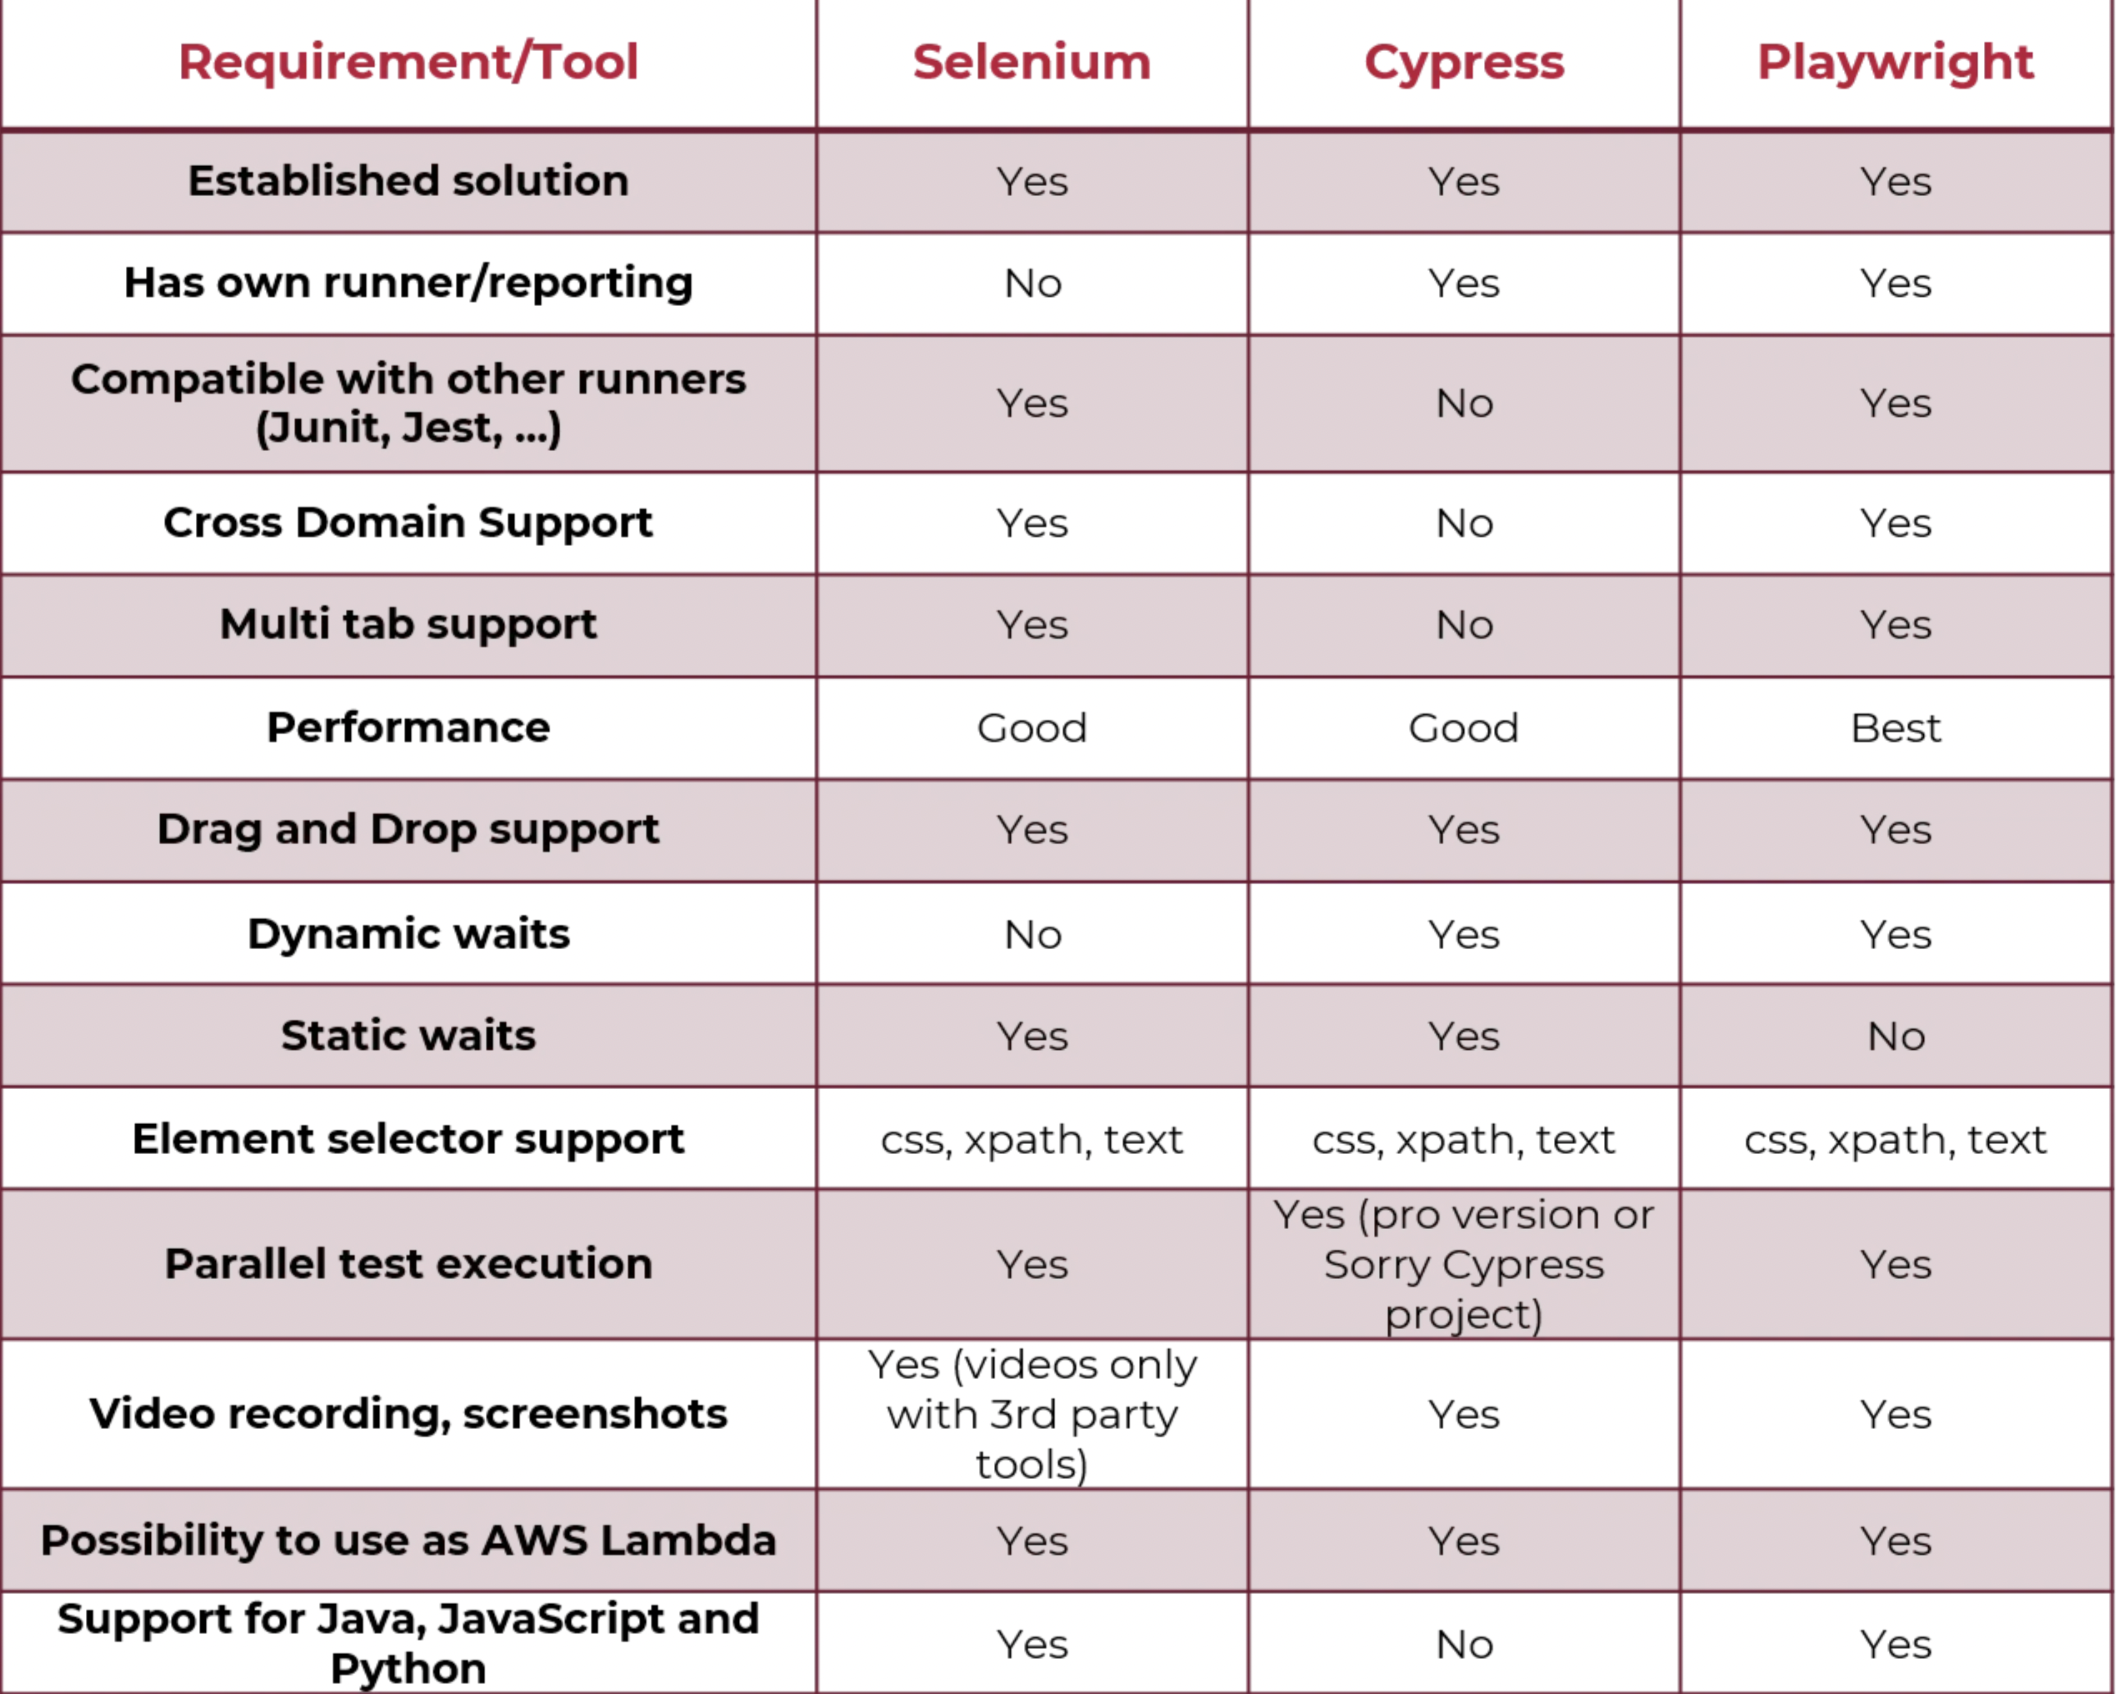 Requirement/Tool Selenium Cypress Playwright
Established solution Yes Yes Yes
Has own runner/reporting No Yes Yes
Compatible with other runners
(Junit, Jest, ...) Yes No Yes
Cross Domain Support Yes No Yes
Multi tab support Yes No Yes
Performance Good Good Best
Drag and Drop support Yes Yes Yes
Dynamic waits No Yes Yes
Static waits Yes Yes No
Element selector support css, xpath, text css, xpath, text css, xpath, text
Parallel test execution Yes Yes (pro version or
Sorry Cypress
project) Yes
Video recording, screenshots Yes (videos only
with 3rd party
tools) Yes Yes
Possibility to use as AWS Lambda Yes Yes Yes
Support for Java, JavaScript and
Python Yes No Yes